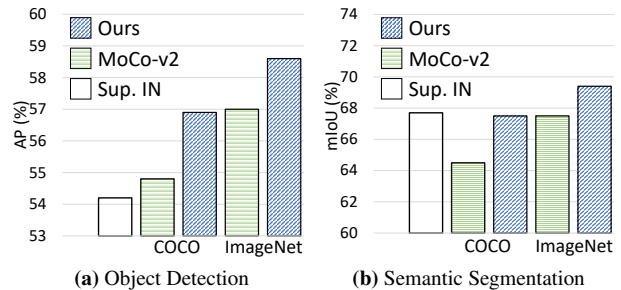 60
59
58
57
56
55
54
53
AP (%)
Ours
MoCo-v2
Sup. IN
COCO ImageNet
(a) Object Detection
74
72
70
68
66
64
62
60
mIoU (%)
Ours
MoCo-v2
Sup. IN
COCO ImageNet
(b) Semantic Segmentation